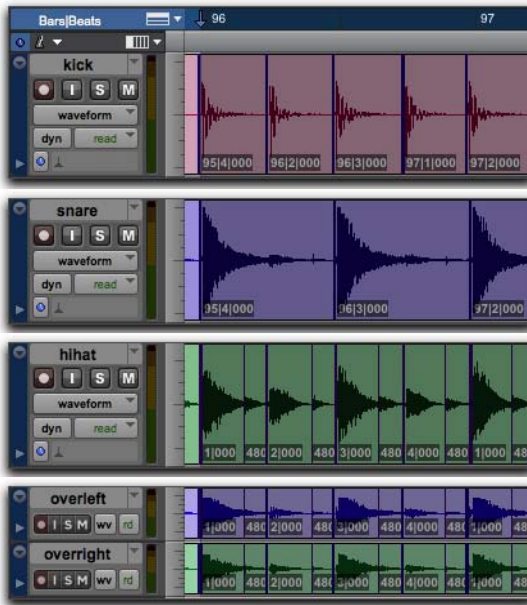 Bars|Beats 96 97
kick
I S M
waveform
dyn read
95|4|000 96|2|000 96|3|000 97|1|000 97|2|000
snare
I S M
waveform
dyn read
95|4|000 96|3|000 97|2|000
hihat
I S M
waveform
dyn read
1|000 480 2|000 480 3|000 480 4|000 480 1|000 48
overleft
I S M wv rd
1|000 480 2|000 480 3|000 480 4|000 480 1|000 48
overright
I S M wv rd
1|000 480 2|000 480 3|000 480 4|000 480 1|000 48